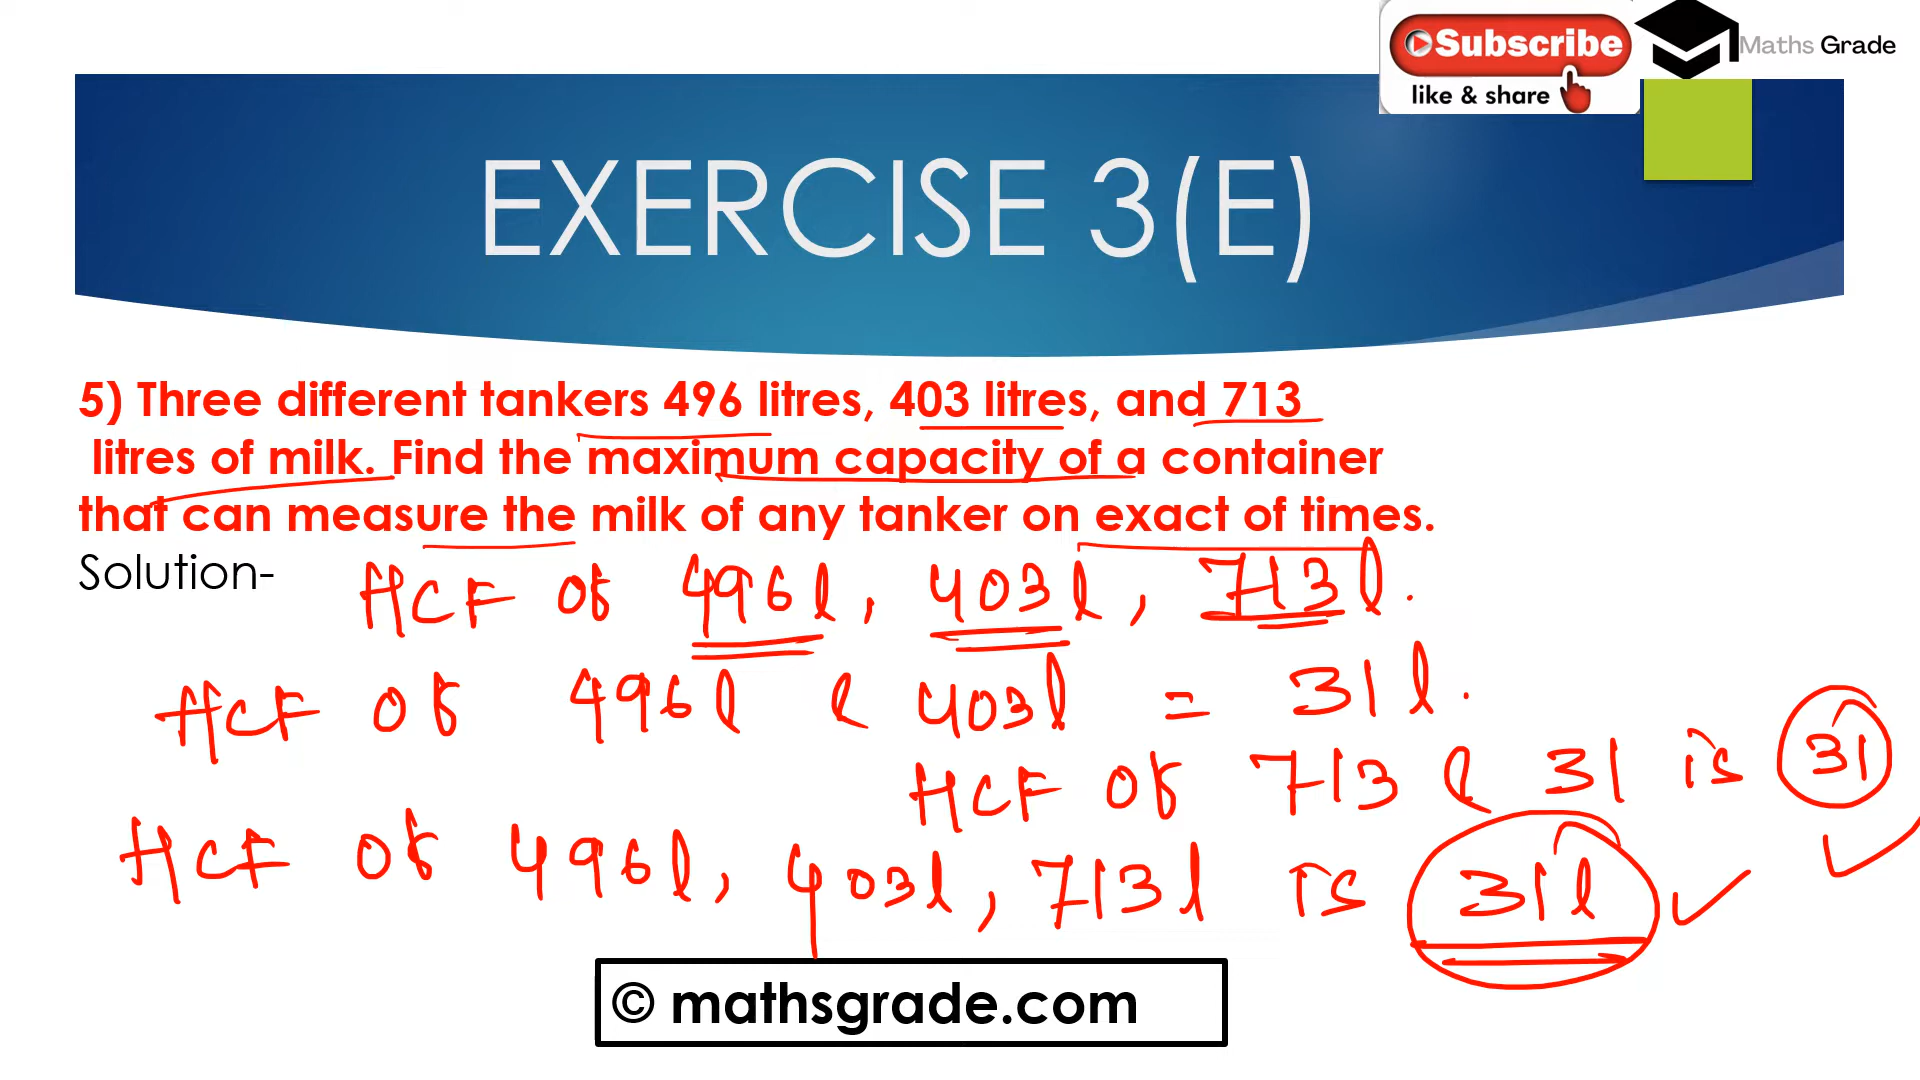 Subscribe
like & share
Maths Grade
EXERCISE 3(E)
5) Three different tankers 496 litres, 403 litres, and 713
litres of milk. Find the maximum capacity of a container
that can measure the milk of any tanker on exact of times.
Solution- HCF of 496l, 403l, 713l.
HCF of 496l & 403l = 31l.
HCF of 713 & 31 is 31
HCF of 496l, 403l, 713l is 31l
© mathsgrade.com